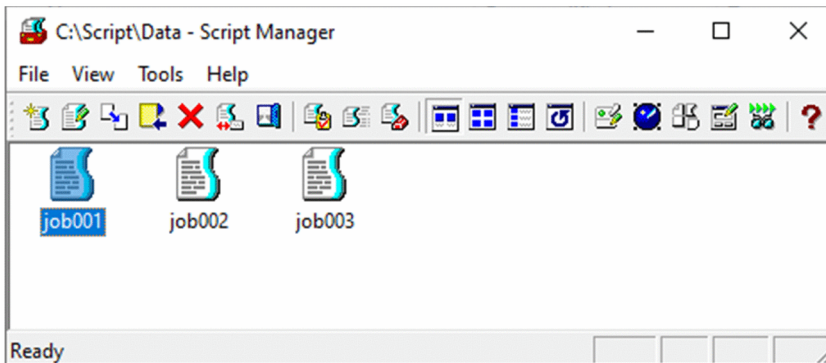 C:\Script\Data - Script Manager
File View Tools Help
job001 job002 job003
Ready